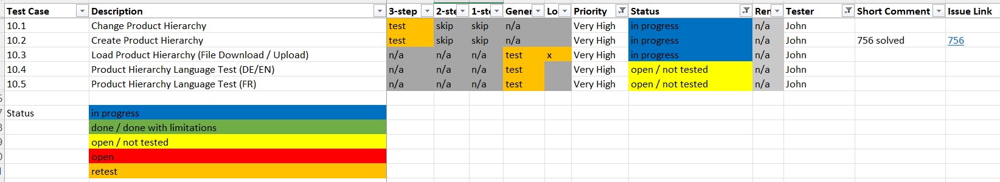 Test Case Description 3-step 2-ste 1-ste Gener Lo Priority Status Ren Tester Short Comment Issue Link
10.1 Change Product Hierarchy test skip skip n/a Very High in progress n/a John
10.2 Create Product Hierarchy test skip skip n/a Very High in progress n/a John 756 solved 756
10.3 Load Product Hierarchy (File Download / Upload) n/a n/a n/a test x Very High in progress n/a John
10.4 Product Hierarchy Language Test (DE/EN) n/a n/a n/a test Very High open / not tested n/a John
10.5 Product Hierarchy Language Test (FR) n/a n/a n/a test Very High open / not tested n/a John
Status in progress
done / done with limitations
open / not tested
open
retest